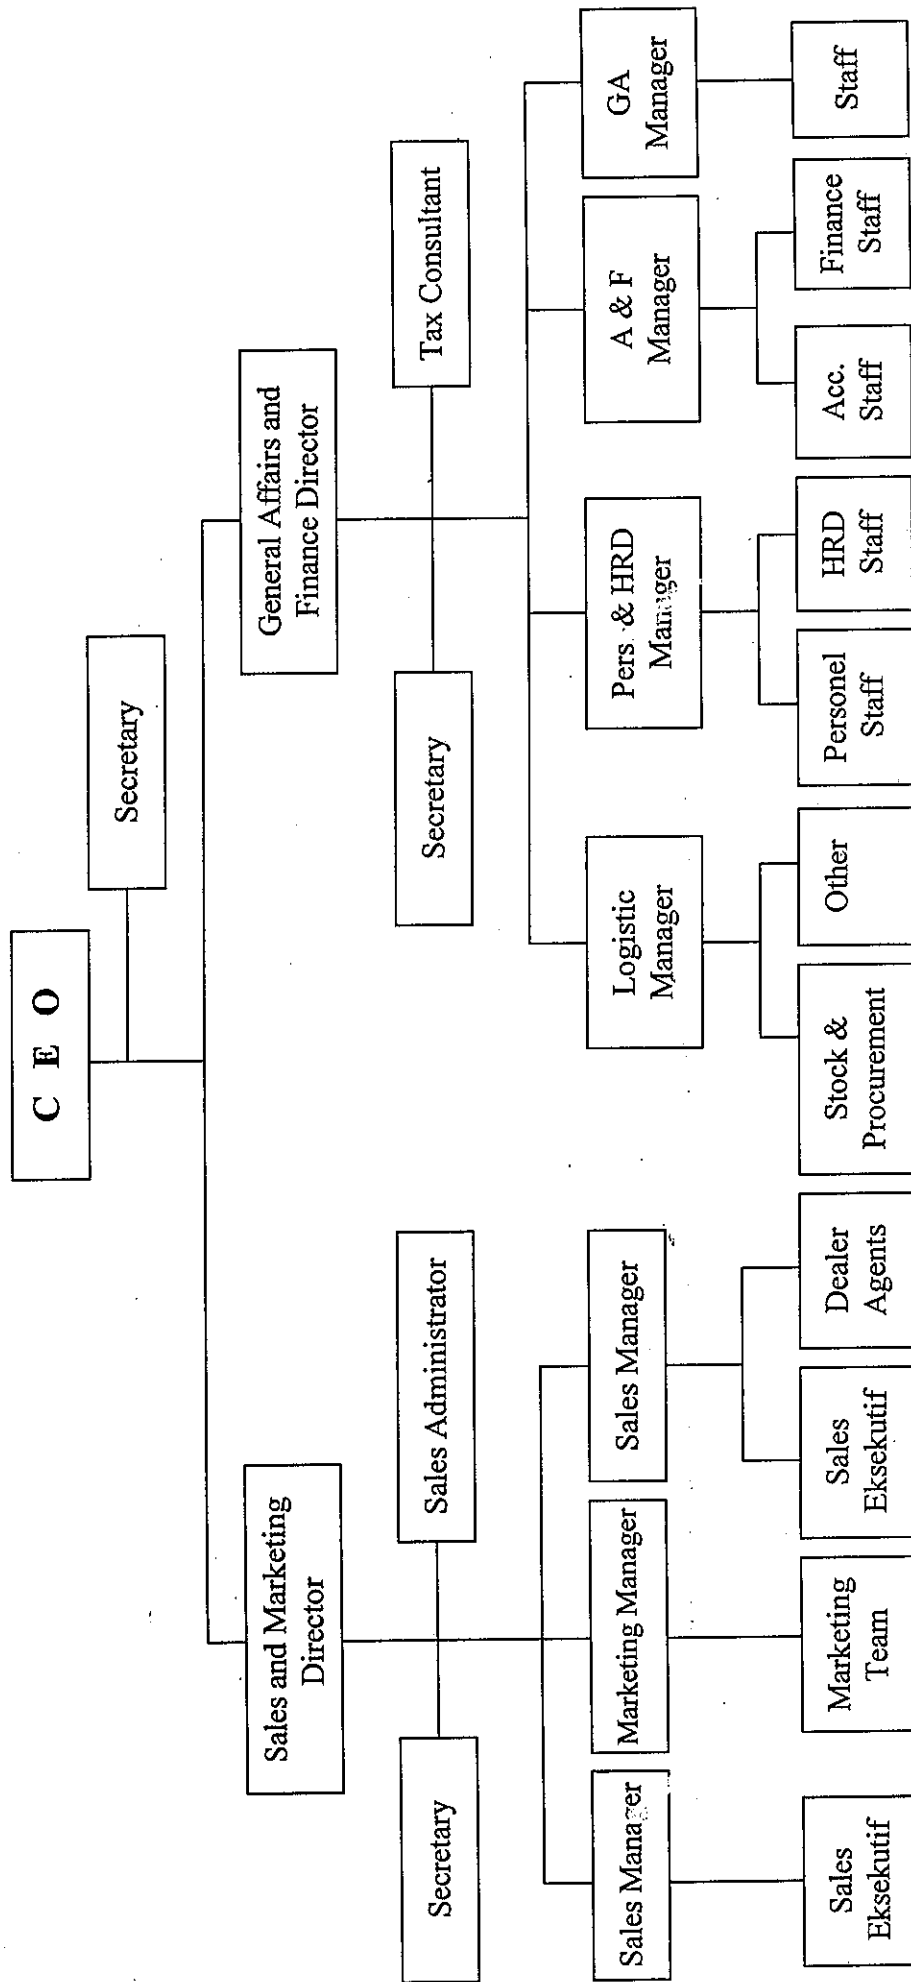 C E O
Secretary
Sales and Marketing
Director
General Affairs and
Finance Director
Secretary
Sales Administrator
Secretary
Tax Consultant
Sales Manager
Marketing Manager
Sales Manager
Logistic
Manager
Pers. & HRD
Manager
A & F
Manager
GA
Manager
Sales
Eksekutif
Marketing
Team
Sales
Eksekutif
Dealer
Agents
Stock &
Procurement
Other
Personel
Staff
HRD
Staff
Acc.
Staff
Finance
Staff
Staff